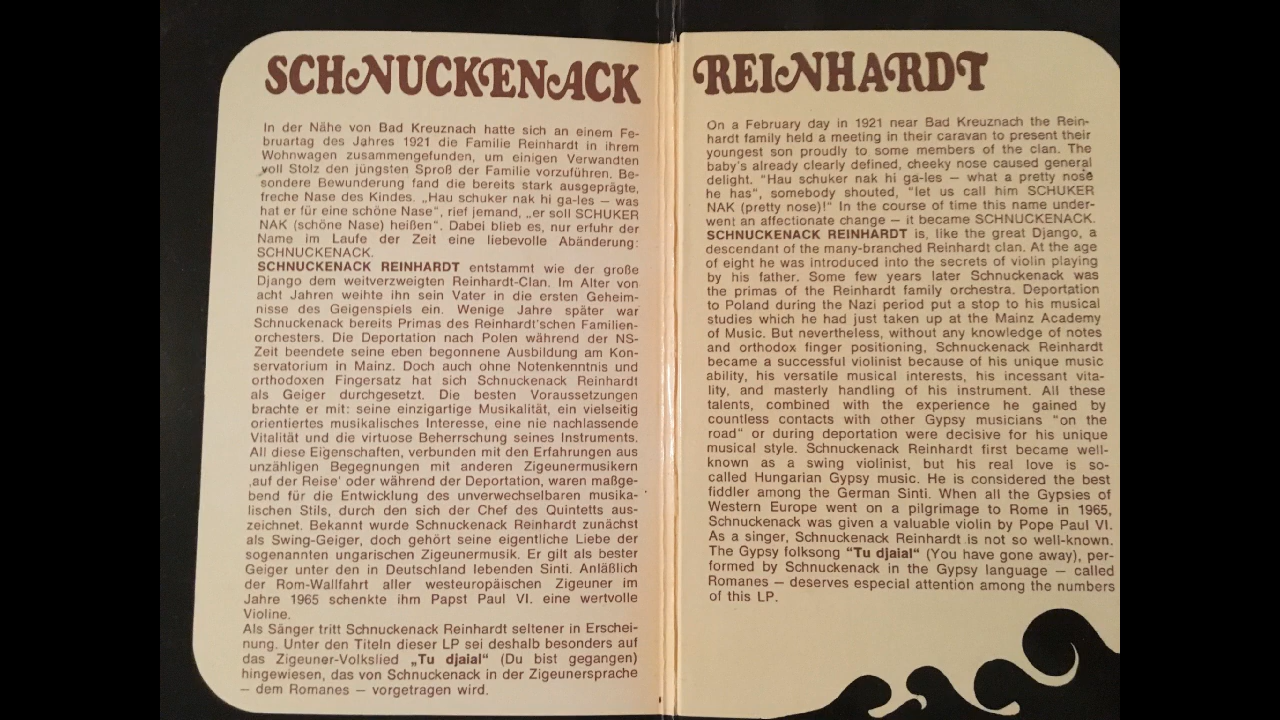 SCHNUCKENACK
In der Nähe von Bad Kreuznach hatte sich an einem Fe-
bruartag des Jahres 1921 die Familie Reinhardt in ihrem
Wohnwagen zusammengefunden, um einigen Verwandten
voll Stolz den jüngsten Sproß der Familie vorzuführen. Be-
sondere Bewunderung fand die bereits stark ausgeprägte,
freche Nase des Kindes. „Hau schuker nak hi ga-les — was
hat er für eine schöne Nase“, rief jemand, „er soll SCHUKER
NAK (schöne Nase) heißen“. Dabei blieb es, nur erfuhr der
Name im Laufe der Zeit eine liebevolle Abänderung:
SCHNUCKENACK.
SCHNUCKENACK REINHARDT entstammt wie der große
Django dem weitverzweigten Reinhardt-Clan. Im Alter von
acht Jahren weihte ihn sein Vater in die ersten Geheim-
nisse des Geigenspiels ein. Wenige Jahre später war
Schnuckenack bereits Primas des Reinhardt'schen Familien-
orchesters. Die Deportation nach Polen während der NS-
Zeit beendete seine eben begonnene Ausbildung am Kon-
servatorium in Mainz. Doch auch ohne Notenkenntnis und
orthodoxen Fingersatz hat sich Schnuckenack Reinhardt
als Geiger durchgesetzt. Die besten Voraussetzungen
brachte er mit: seine einzigartige Musikalität, ein vielseitig
orientiertes musikalisches Interesse, eine nie nachlassende
Vitalität und die virtuose Beherrschung seines Instruments.
All diese Eigenschaften, verbunden mit den Erfahrungen aus
unzähligen Begegnungen mit anderen Zigeunermusikern
‚auf der Reise' oder während der Deportation, waren maßge-
bend für die Entwicklung des unverwechselbaren musika-
lischen Stils, durch den sich der Chef des Quintetts aus-
zeichnet. Bekannt wurde Schnuckenack Reinhardt zunächst
als Swing-Geiger, doch gehört seine eigentliche Liebe der
sogenannten ungarischen Zigeunermusik. Er gilt als bester
Geiger unter den in Deutschland lebenden Sinti. Anläßlich
der Rom-Wallfahrt aller westeuropäischen Zigeuner im
Jahre 1965 schenkte ihm Papst Paul VI. eine wertvolle
Violine.
Als Sänger tritt Schnuckenack Reinhardt seltener in Erschei-
nung. Unter den Titeln dieser LP sei deshalb besonders auf
das Zigeuner-Volkslied „Tu djaial“ (Du bist gegangen)
hingewiesen, das von Schnuckenack in der Zigeunersprache
— dem Romanes — vorgetragen wird.
REINHARDT
On a February day in 1921 near Bad Kreuznach the Rein-
hardt family held a meeting in their caravan to present their
youngest son proudly to some members of the clan. The
baby's already clearly defined, cheeky nose caused general
delight. "Hau schuker nak hi ga-les — what a pretty nose
he has", somebody shouted, "let us call him SCHUKER
NAK (pretty nose)!" In the course of time this name under-
went an affectionate change — it became SCHNUCKENACK.
SCHNUCKENACK REINHARDT is, like the great Django, a
descendant of the many-branched Reinhardt clan. At the age
of eight he was introduced into the secrets of violin playing
by his father. Some few years later Schnuckenack was
the primas of the Reinhardt family orchestra. Deportation
to Poland during the Nazi period put a stop to his musical
studies which he had just taken up at the Mainz Academy
of Music. But nevertheless, without any knowledge of notes
and orthodox finger positioning, Schnuckenack Reinhardt
became a successful violinist because of his unique music
ability, his versatile musical interests, his incessant vita-
lity, and masterly handling of his instrument. All these
talents, combined with the experience he gained by
countless contacts with other Gypsy musicians "on the
road" or during deportation were decisive for his unique
musical style. Schnuckenack Reinhardt first became well-
known as a swing violinist, but his real love is so-
called Hungarian Gypsy music. He is considered the best
fiddler among the German Sinti. When all the Gypsies of
Western Europe went on a pilgrimage to Rome in 1965,
Schnuckenack was given a valuable violin by Pope Paul VI.
As a singer, Schnuckenack Reinhardt is not so well-known.
The Gypsy folksong "Tu djaial" (You have gone away), per-
formed by Schnuckenack in the Gypsy language — called
Romanes — deserves especial attention among the numbers
of this LP.